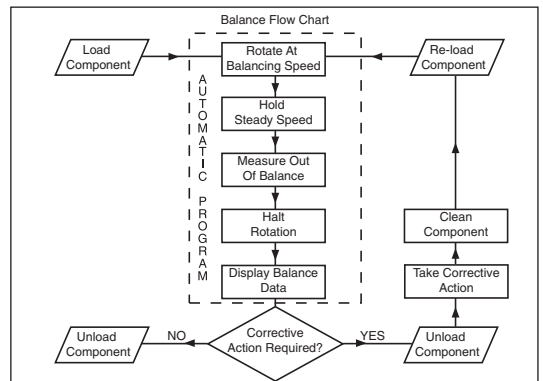 Balance Flow Chart
Load
Component
Rotate At
Balancing Speed
Re-load
Component
AUTOMATIC PROGRAM
Hold
Steady Speed
Measure Out
Of Balance
Halt
Rotation
Clean
Component
Display Balance
Data
Take Corrective
Action
Unload
Component
NO
Corrective
Action Required?
YES
Unload
Component